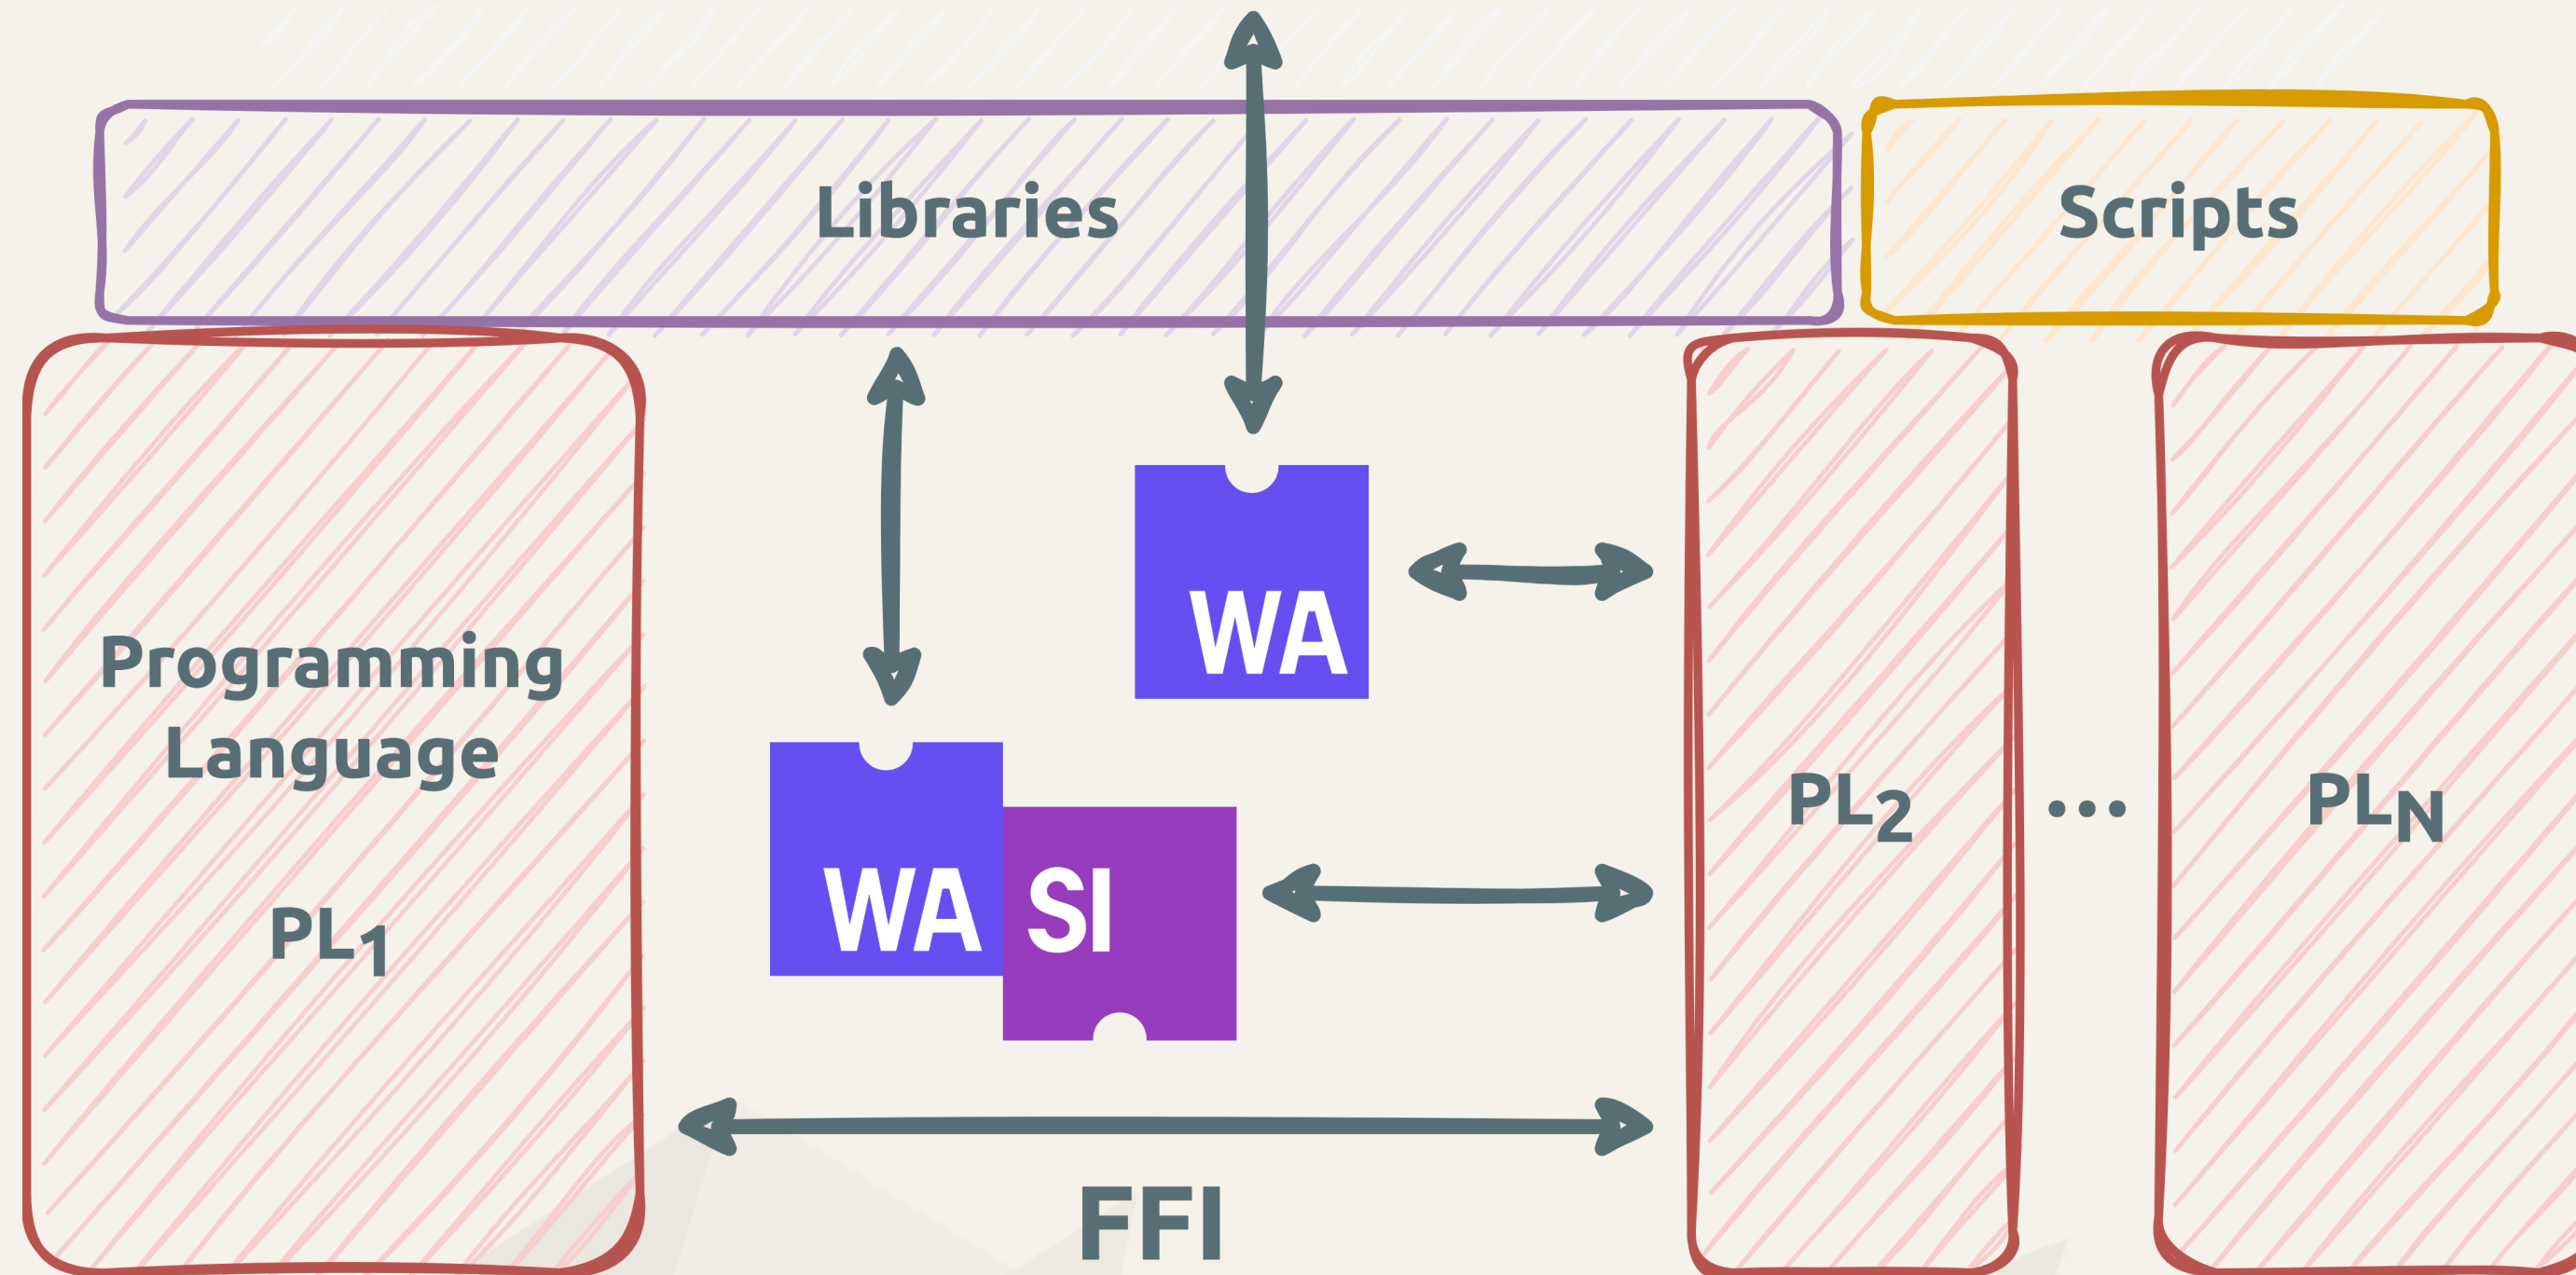 Libraries
Scripts
WA
Programming
Language
PL1
PL2
...
PLN
WA SI
FFI